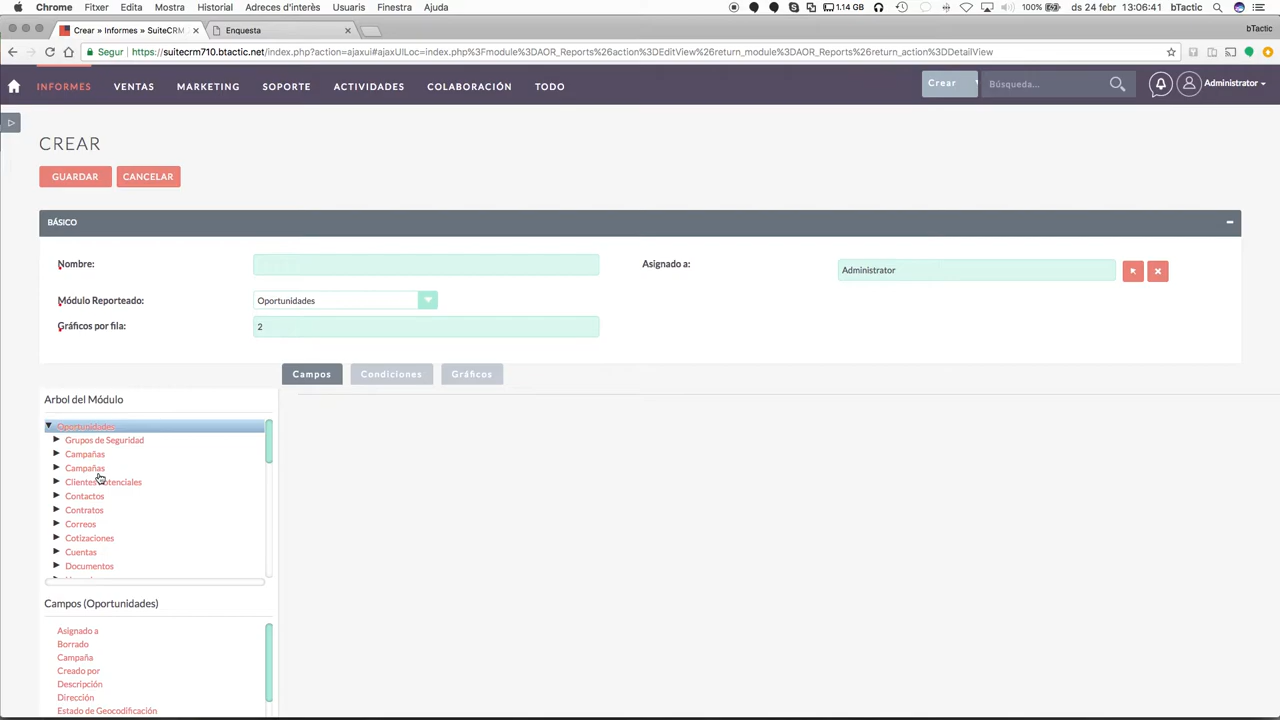 Chrome Fitxer Edita Mostra Historial Adreces d'interès Usuaris Finestra Ajuda 1.14 GB 100% ds 24 febr 13:06:41 bTactic
Crear » Informes » SuiteCRM Enquesta bTactic
Segur https://suitecrm710.btactic.net/index.php?action=ajaxui#ajaxUILoc=index.php%3Fmodule%3DAOR_Reports%26action%3DEditView%26return_module%3DAOR_Reports%26return_action%3DDetailView
INFORMES VENTAS MARKETING SOPORTE ACTIVIDADES COLABORACIÓN TODO Crear Búsqueda... Administrator
CREAR
GUARDAR CANCELAR
BÁSICO
Nombre: Asignado a: Administrator
Módulo Reporteado: Oportunidades
Gráficos por fila: 2
Campos Condiciones Gráficos
Arbol del Módulo
Oportunidades
Grupos de Seguridad
Campañas
Campañas
Clientes Potenciales
Contactos
Contratos
Correos
Cotizaciones
Cuentas
Documentos
Campos (Oportunidades)
Asignado a
Borrado
Campaña
Creado por
Descripción
Dirección
Estado de Geocodificación